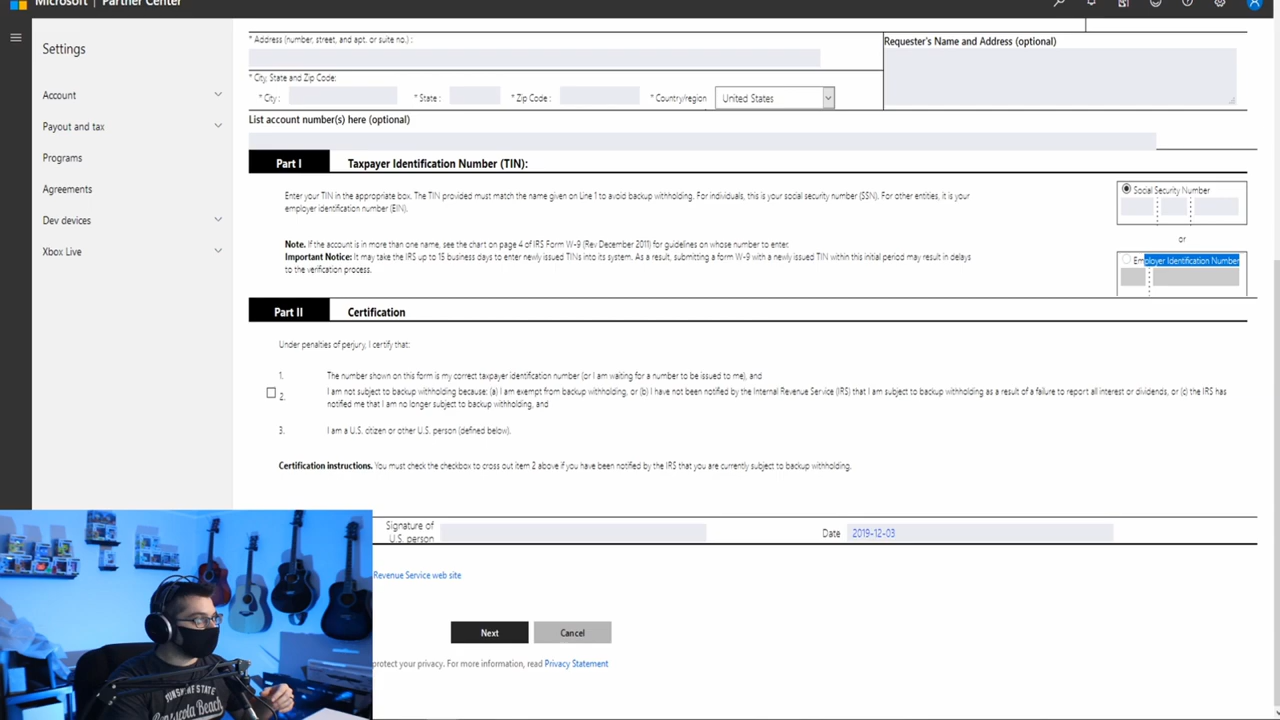 Microsoft | Partner Center
Settings
Account
Payout and tax
Programs
Agreements
Dev devices
Xbox Live
* Address (number, street, and apt. or suite no.) :
Requester's Name and Address (optional)
* City, State and Zip Code:
* City : * State : * Zip Code : * Country/region United States
List account number(s) here (optional)
Part I Taxpayer Identification Number (TIN):
Enter your TIN in the appropriate box. The TIN provided must match the name given on Line 1 to avoid backup withholding. For individuals, this is your social security number (SSN). For other entities, it is your
employer identification number (EIN).
Social Security Number
or
Note. If the account is in more than one name, see the chart on page 4 of IRS Form W-9 (Rev December 2011) for guidelines on whose number to enter.
Important Notice: It may take the IRS up to 15 business days to enter newly issued TINs into its system. As a result, submitting a form W-9 with a newly issued TIN within this initial period may result in delays
to the verification process.
Employer Identification Number
Part II Certification
Under penalties of perjury, I certify that:
1. The number shown on this form is my correct taxpayer identification number (or I am waiting for a number to be issued to me), and
2. I am not subject to backup withholding because: (a) I am exempt from backup withholding, or (b) I have not been notified by the Internal Revenue Service (IRS) that I am subject to backup withholding as a result of a failure to report all interest or dividends, or (c) the IRS has
notified me that I am no longer subject to backup withholding, and
3. I am a U.S. citizen or other U.S. person (defined below).
Certification instructions. You must check the checkbox to cross out item 2 above if you have been notified by the IRS that you are currently subject to backup withholding.
Signature of
U.S. person
Date 2019-12-03
Revenue Service web site
Next Cancel
protect your privacy. For more information, read Privacy Statement
SUNSHINE STATE
Pensacola Beach